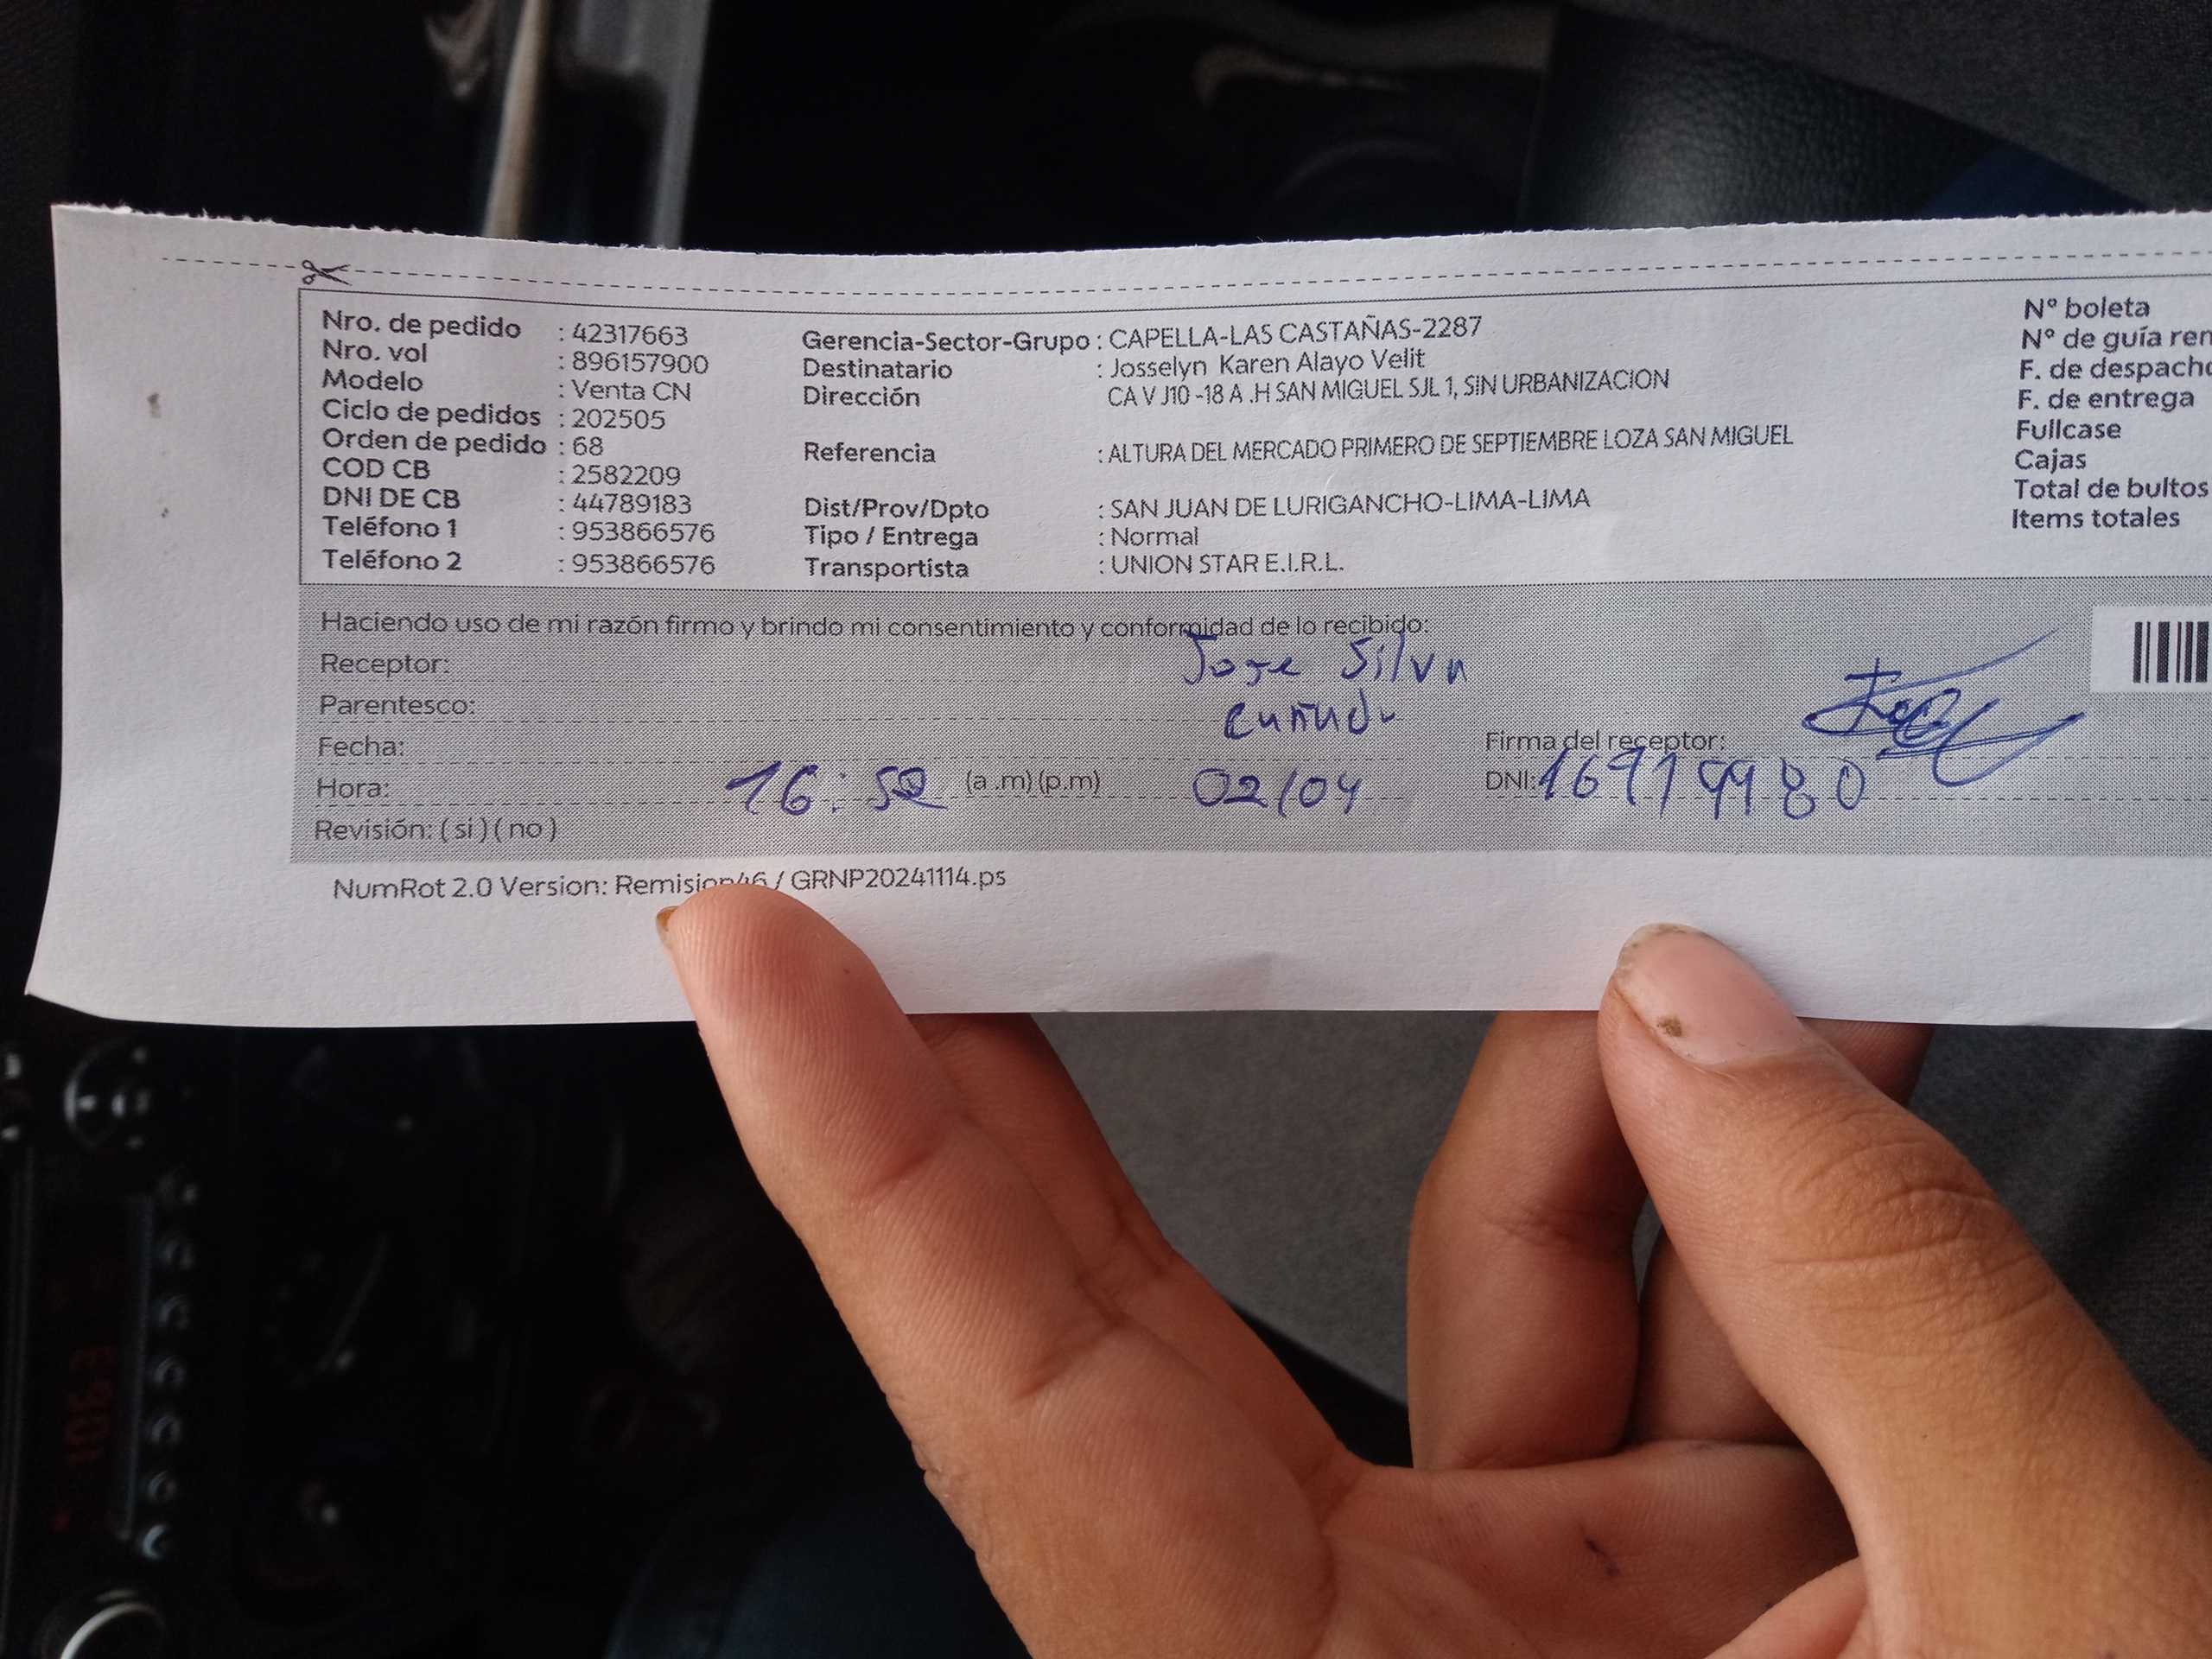 Nro. de pedido : 42317663
Nro. vol : 896157900
Modelo : Venta CN
Ciclo de pedidos : 202505
Orden de pedido : 68
COD CB : 2582209
DNI DE CB : 44789183
Teléfono 1 : 953866576
Teléfono 2 : 953866576
Gerencia-Sector-Grupo : CAPELLA-LAS CASTAÑAS-2287
Destinatario : Josselyn Karen Alayo Velit
Dirección CA V J10 -18 A .H SAN MIGUEL SJL 1, SIN URBANIZACION
Referencia : ALTURA DEL MERCADO PRIMERO DE SEPTIEMBRE LOZA SAN MIGUEL
Dist/Prov/Dpto : SAN JUAN DE LURIGANCHO-LIMA-LIMA
Tipo / Entrega : Normal
Transportista : UNION STAR E.I.R.L.
N° boleta
N° de guía ren
F. de despacho
F. de entrega
Fullcase
Cajas
Total de bultos
Items totales
Haciendo uso de mi razón firmo y brindo mi consentimiento y conformidad de lo recibido:
Receptor: Jose Silva
Parentesco: cuñado
Fecha: Firma del receptor:
Hora: 16:52 (a .m) (p.m) 02/04 DNI: 16919980
Revisión: ( si ) ( no )
NumRot 2.0 Version: Remision46 / GRNP20241114.ps